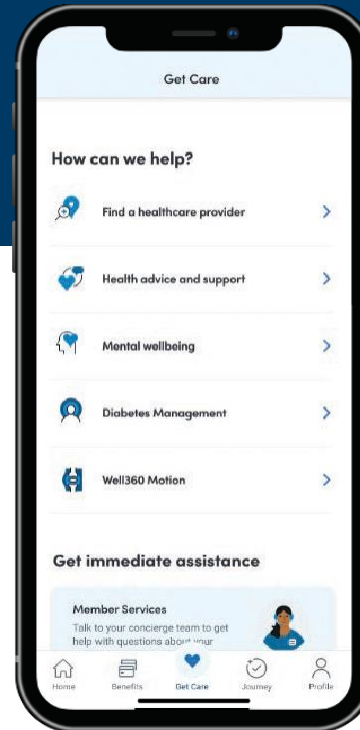 Get Care
How can we help?
Find a healthcare provider
Health advice and support
Mental wellbeing
Diabetes Management
Well360 Motion
Get immediate assistance
Member Services
Talk to your concierge team to get
help with questions about your
Home Benefits Get Care Journey Profile